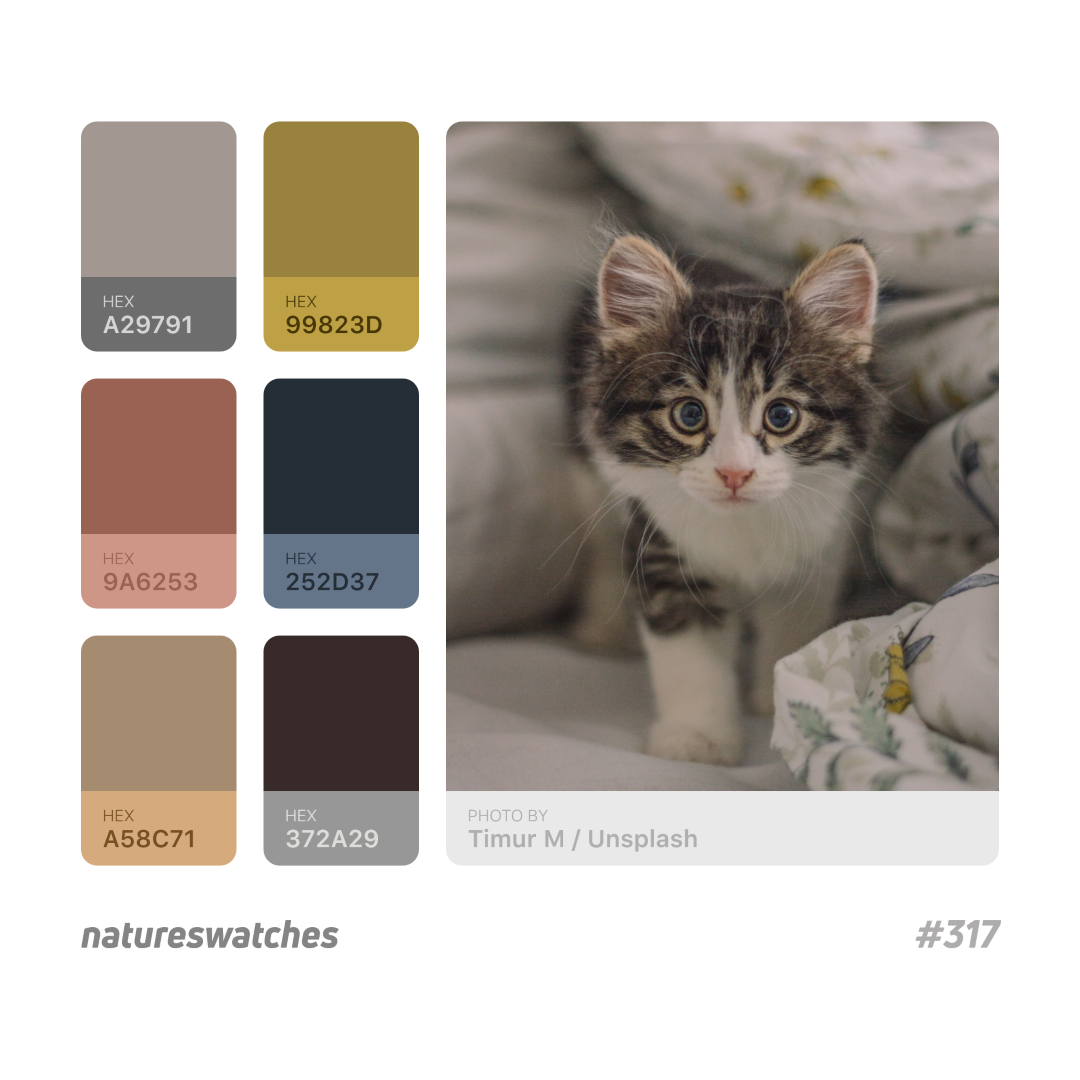 HEX
A29791
HEX
99823D
HEX
9A6253
HEX
252D37
HEX
A58C71
HEX
372A29
PHOTO BY
Timur M / Unsplash
natureswatches
#317